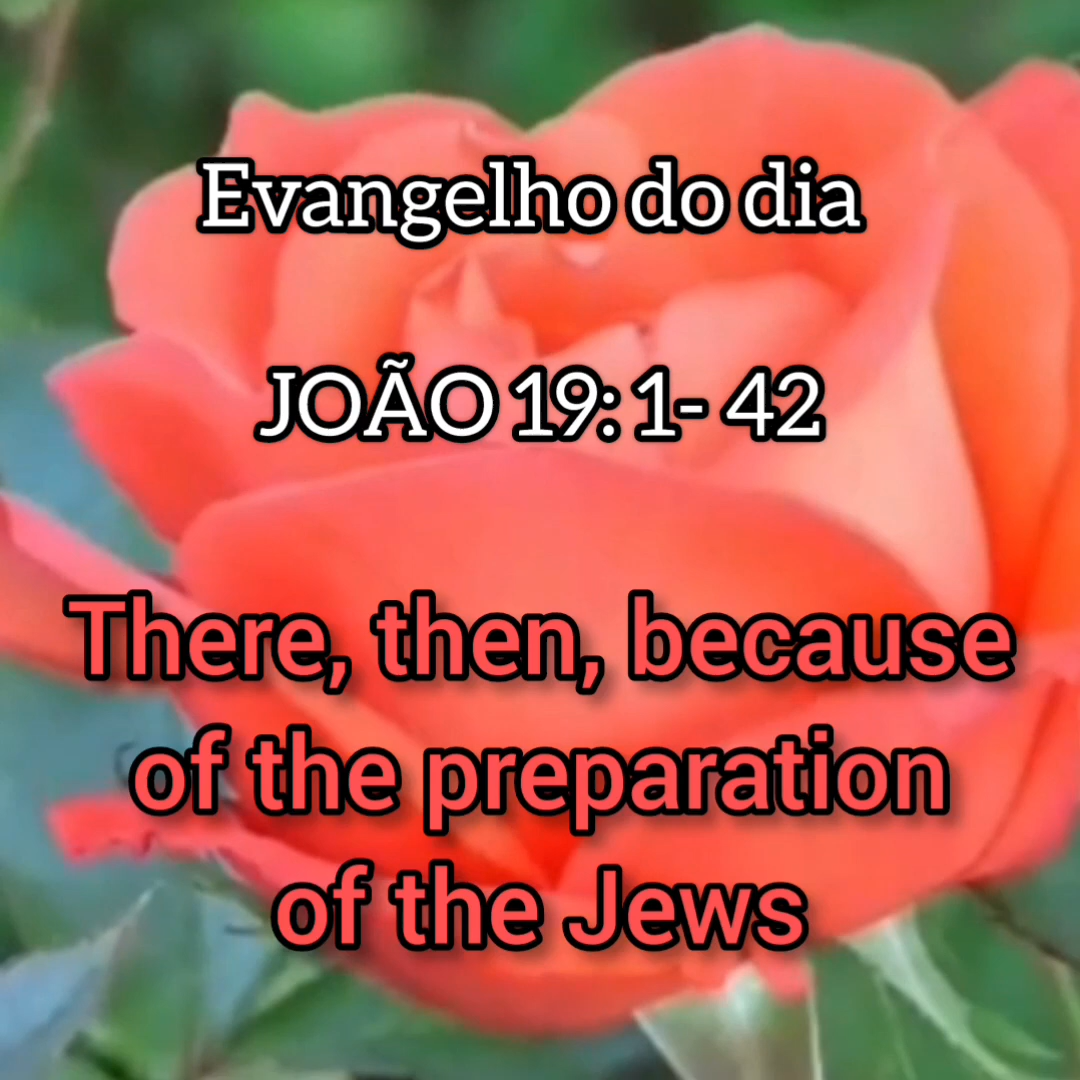 Evangelho do dia
JOÃO 19: 1- 42
There, then, because
of the preparation
of the Jews